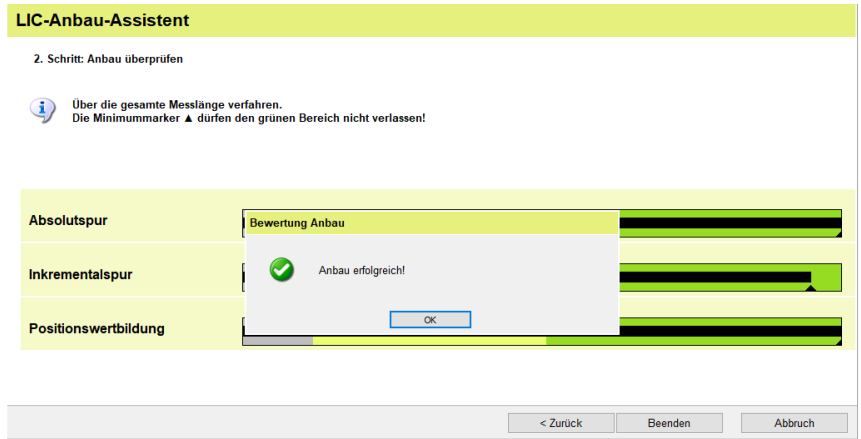 LIC-Anbau-Assistent
2. Schritt: Anbau überprüfen
Über die gesamte Messlänge verfahren.
Die Minimummarker ▲ dürfen den grünen Bereich nicht verlassen!
Absolutspur
Bewertung Anbau
Anbau erfolgreich!
Inkrementalspur
OK
Positionswertbildung
< Zurück
Beenden
Abbruch